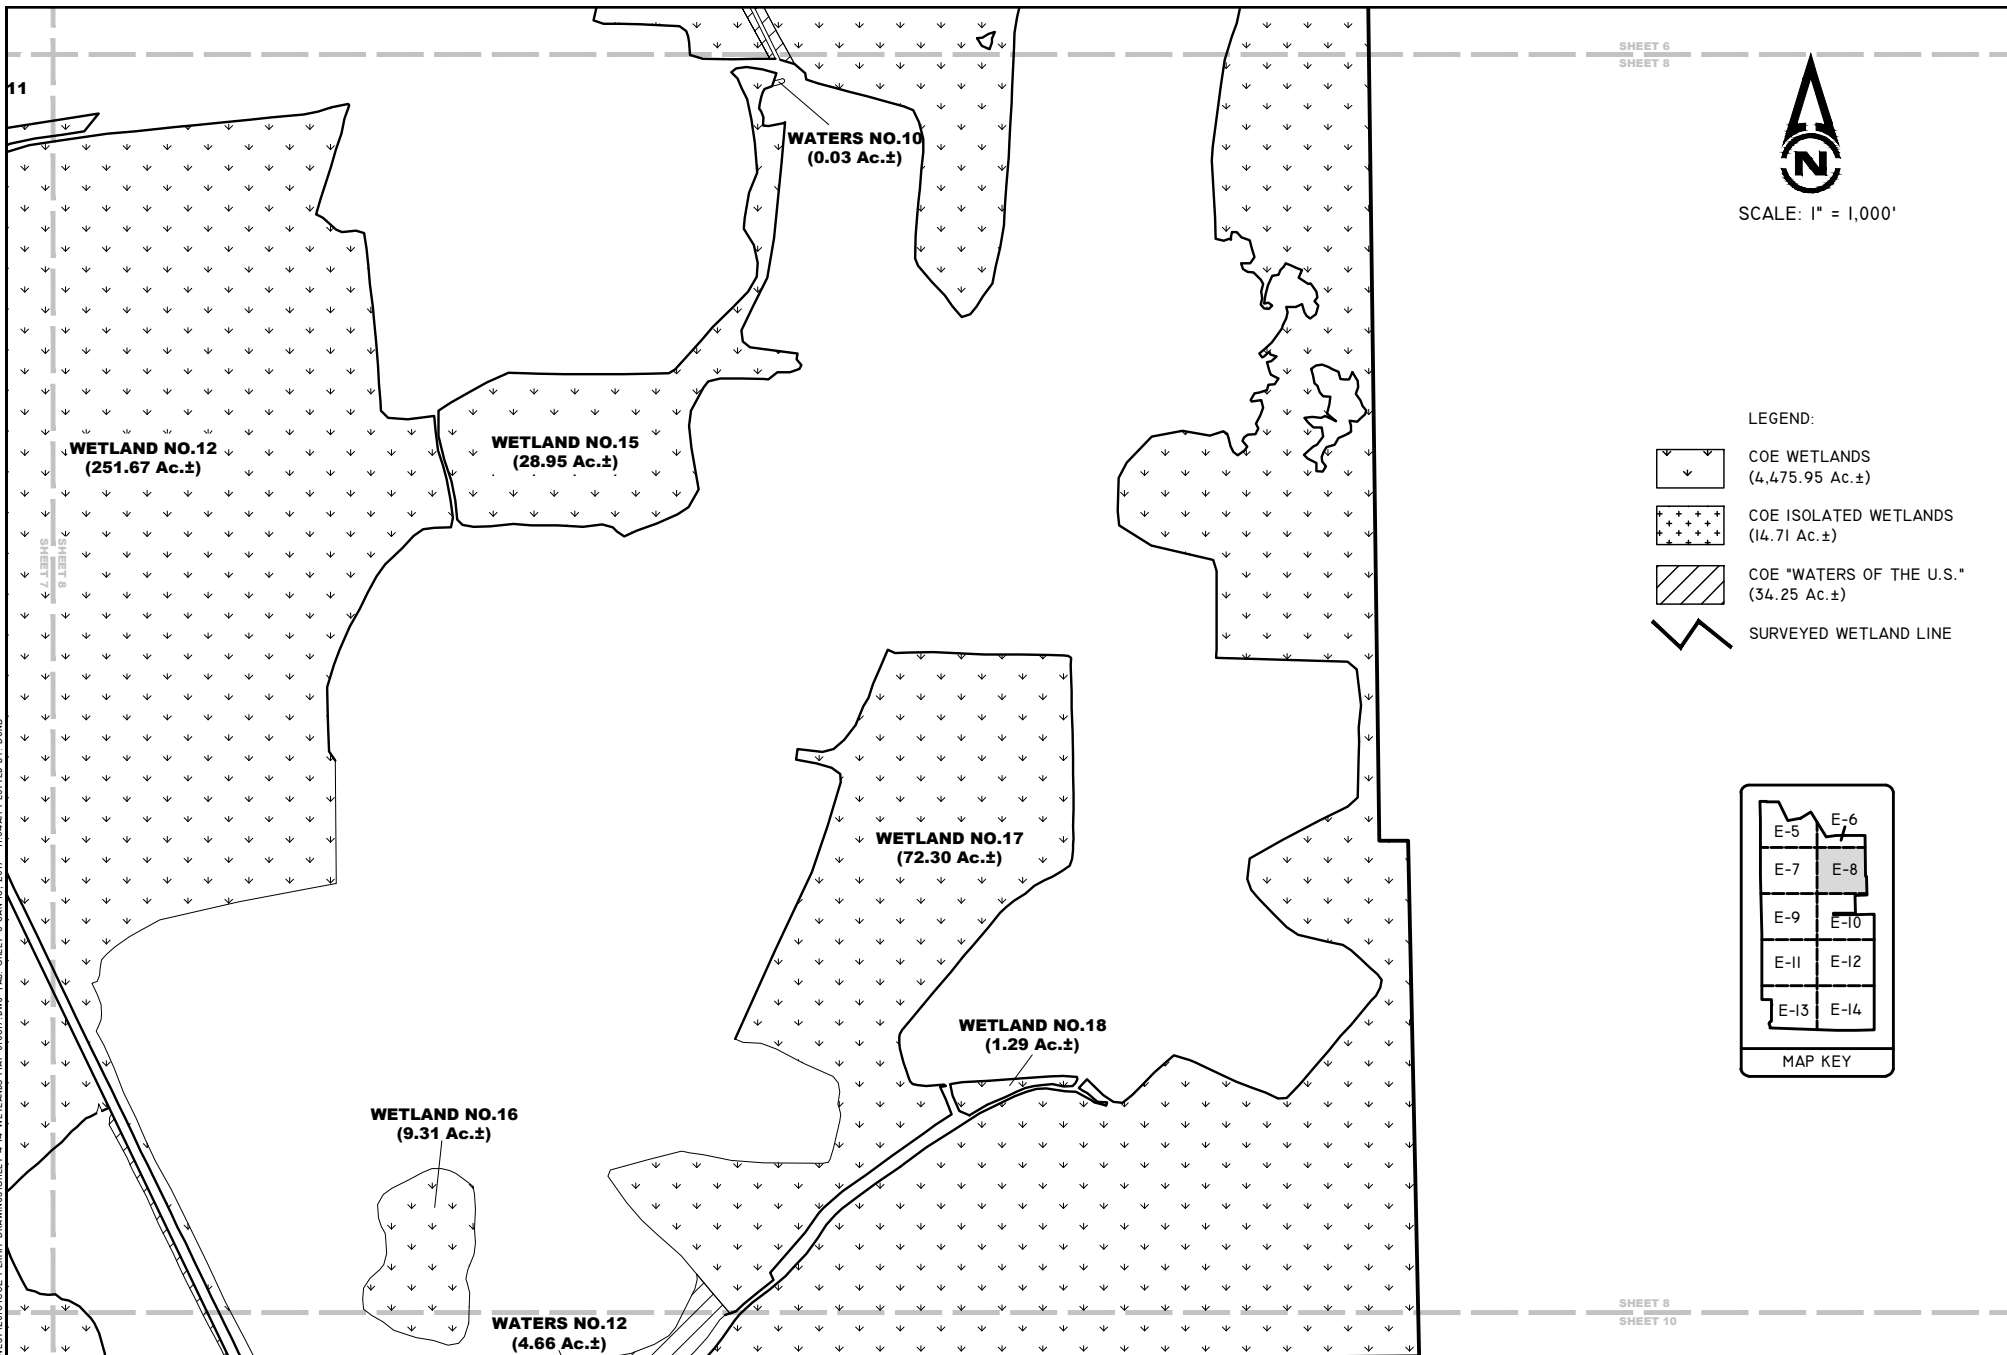 SHEET 6
SHEET 8
11
WATERS NO.10
(0.03 Ac.±)
N
SCALE: 1" = 1,000'
WETLAND NO.12
(251.67 Ac.±)
WETLAND NO.15
(28.95 Ac.±)
LEGEND:
COE WETLANDS
(4,475.95 Ac.±)
COE ISOLATED WETLANDS
(14.71 Ac.±)
COE "WATERS OF THE U.S."
(34.25 Ac.±)
SURVEYED WETLAND LINE
SHEET 8
SHEET 7
WETLAND NO.17
(72.30 Ac.±)
E-5
E-6
E-7
E-8
E-9
E-10
E-11
E-12
E-13
E-14
MAP KEY
WETLAND NO.18
(1.29 Ac.±)
WETLAND NO.16
(9.31 Ac.±)
WATERS NO.12
(4.66 Ac.±)
SHEET 8
SHEET 10